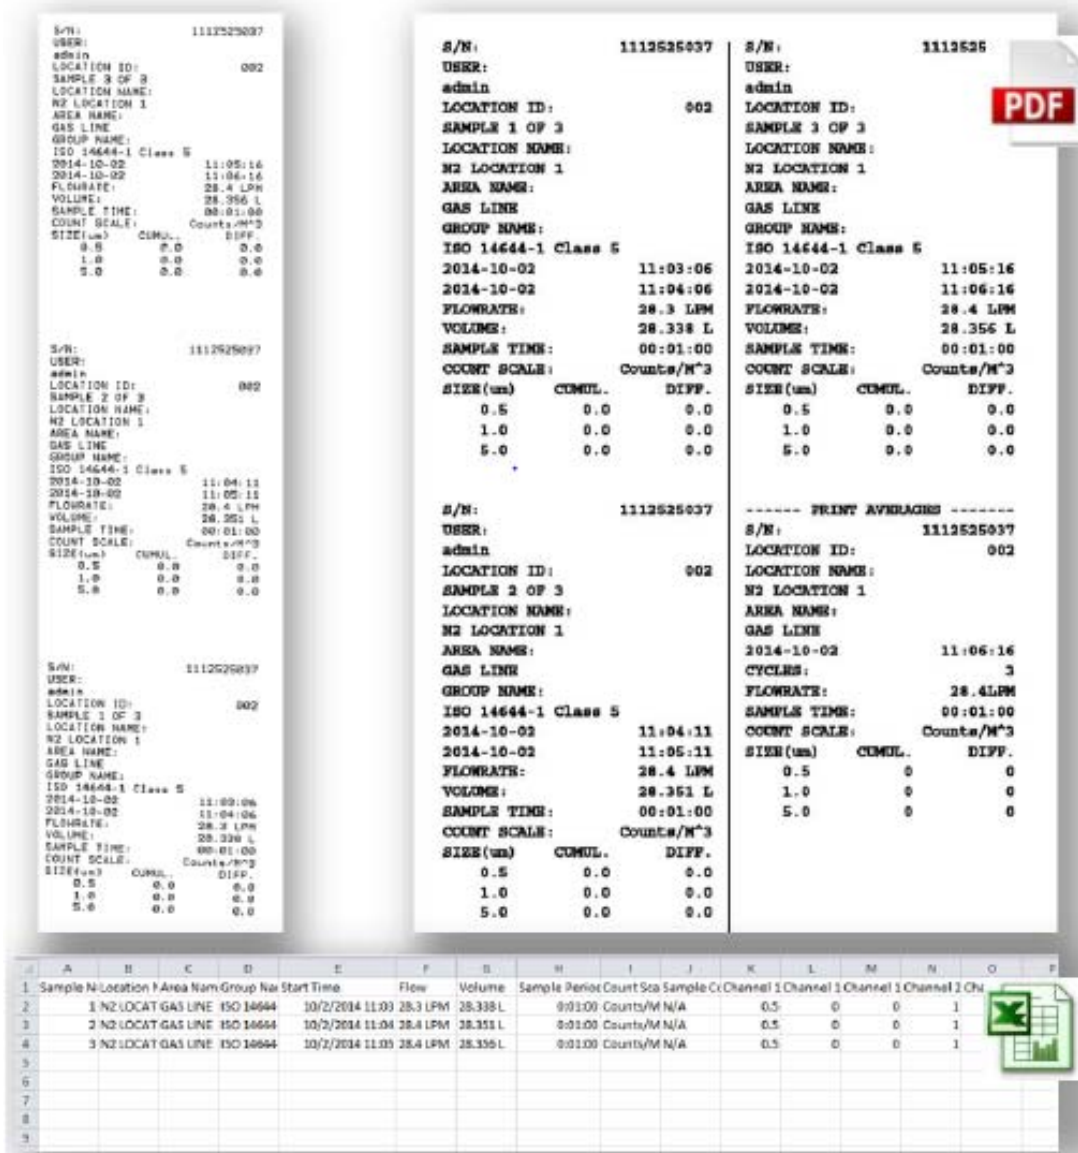 S/N: 1112525037
USER:
admin
LOCATION ID: 002
SAMPLE 3 OF 3
LOCATION NAME:
N2 LOCATION 1
AREA NAME:
GAS LINE
GROUP NAME:
ISO 14644-1 Class 5
2014-10-02 11:05:16
2014-10-02 11:06:16
FLOWRATE: 28.4 LPM
VOLUME: 28.356 L
SAMPLE TIME: 00:01:00
COUNT SCALE: Counts/M^3
SIZE(um) CUMUL. DIFF.
0.5 0.0 0.0
1.0 0.0 0.0
5.0 0.0 0.0
S/N: 1112525037
USER:
admin
LOCATION ID: 002
SAMPLE 2 OF 3
LOCATION NAME:
N2 LOCATION 1
AREA NAME:
GAS LINE
GROUP NAME:
ISO 14644-1 Class 5
2014-10-02 11:04:11
2014-10-02 11:05:11
FLOWRATE: 28.4 LPM
VOLUME: 28.351 L
SAMPLE TIME: 00:01:00
COUNT SCALE: Counts/M^3
SIZE(um) CUMUL. DIFF.
0.5 0.0 0.0
1.0 0.0 0.0
5.0 0.0 0.0
S/N: 1112525037
USER:
admin
LOCATION ID: 002
SAMPLE 1 OF 3
LOCATION NAME:
N2 LOCATION 1
AREA NAME:
GAS LINE
GROUP NAME:
ISO 14644-1 Class 5
2014-10-02 11:03:06
2014-10-02 11:04:06
FLOWRATE: 28.3 LPM
VOLUME: 28.338 L
SAMPLE TIME: 00:01:00
COUNT SCALE: Counts/M^3
SIZE(um) CUMUL. DIFF.
0.5 0.0 0.0
1.0 0.0 0.0
5.0 0.0 0.0
S/N: 1112525037
USER:
admin
LOCATION ID: 002
SAMPLE 1 OF 3
LOCATION NAME:
N2 LOCATION 1
AREA NAME:
GAS LINE
GROUP NAME:
ISO 14644-1 Class 5
2014-10-02 11:03:06
2014-10-02 11:04:06
FLOWRATE: 28.3 LPM
VOLUME: 28.338 L
SAMPLE TIME: 00:01:00
COUNT SCALE: Counts/M^3
SIZE(um) CUMUL. DIFF.
0.5 0.0 0.0
1.0 0.0 0.0
5.0 0.0 0.0
S/N: 1112525037
USER:
admin
LOCATION ID: 002
SAMPLE 2 OF 3
LOCATION NAME:
N2 LOCATION 1
AREA NAME:
GAS LINE
GROUP NAME:
ISO 14644-1 Class 5
2014-10-02 11:04:11
2014-10-02 11:05:11
FLOWRATE: 28.4 LPM
VOLUME: 28.351 L
SAMPLE TIME: 00:01:00
COUNT SCALE: Counts/M^3
SIZE(um) CUMUL. DIFF.
0.5 0.0 0.0
1.0 0.0 0.0
5.0 0.0 0.0
S/N: 1112525
USER:
admin
LOCATION ID:
SAMPLE 3 OF 3
LOCATION NAME:
N2 LOCATION 1
AREA NAME:
GAS LINE
GROUP NAME:
ISO 14644-1 Class 5
2014-10-02 11:05:16
2014-10-02 11:06:16
FLOWRATE: 28.4 LPM
VOLUME: 28.356 L
SAMPLE TIME: 00:01:00
COUNT SCALE: Counts/M^3
SIZE(um) CUMUL. DIFF.
0.5 0.0 0.0
1.0 0.0 0.0
5.0 0.0 0.0
------ PRINT AVERAGES -------
S/N: 1112525037
LOCATION ID: 002
LOCATION NAME:
N2 LOCATION 1
AREA NAME:
GAS LINE
2014-10-02 11:06:16
CYCLES: 3
FLOWRATE: 28.4LPM
SAMPLE TIME: 00:01:00
COUNT SCALE: Counts/M^3
SIZE(um) CUMUL. DIFF.
0.5 0 0
1.0 0 0
5.0 0 0
PDF
A B C D E F G H I J K L M N O P
1 Sample N Location N Area Nam Group Nar Start Time Flow Volume Sample Period Count Sca Sample Co Channel 1 Channel 1 Channel 1 Channel 2 Cha
2 1 N2 LOCAT GAS LINE ISO 14644 10/2/2014 11:03 28.3 LPM 28.338 L 0:01:00 Counts/M N/A 0.5 0 0 1
3 2 N2 LOCAT GAS LINE ISO 14644 10/2/2014 11:04 28.4 LPM 28.351 L 0:01:00 Counts/M N/A 0.5 0 0 1
4 3 N2 LOCAT GAS LINE ISO 14644 10/2/2014 11:05 28.4 LPM 28.356 L 0:01:00 Counts/M N/A 0.5 0 0 1
5
6
7
8
9
X